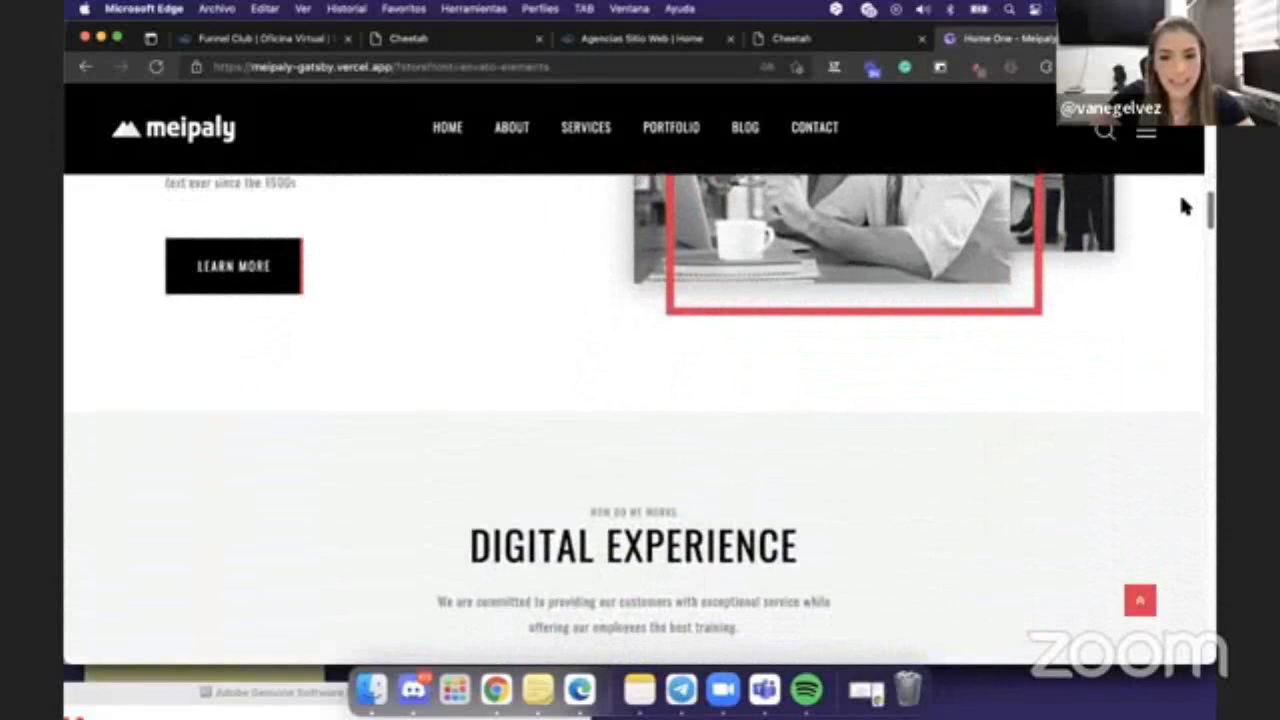 Microsoft Edge Archivo Editar Ver Historial Favoritos Herramientas Perfiles TAB Ventana Ayuda
Funnel Club | Oficina Virtual |
Cheetah
Agencias Sitio Web | Home
Cheetah
Home One - Meipaly
https://meipaly-gatsby.vercel.app/?storefront=envato-elements
@vanegelvez
meipaly
HOME ABOUT SERVICES PORTFOLIO BLOG CONTACT
text ever since the 1500s
LEARN MORE
HOW DO WE WORKS
DIGITAL EXPERIENCE
We are committed to providing our customers with exceptional service while
offering our employees the best training.
zoom
Adobe Genuine Software